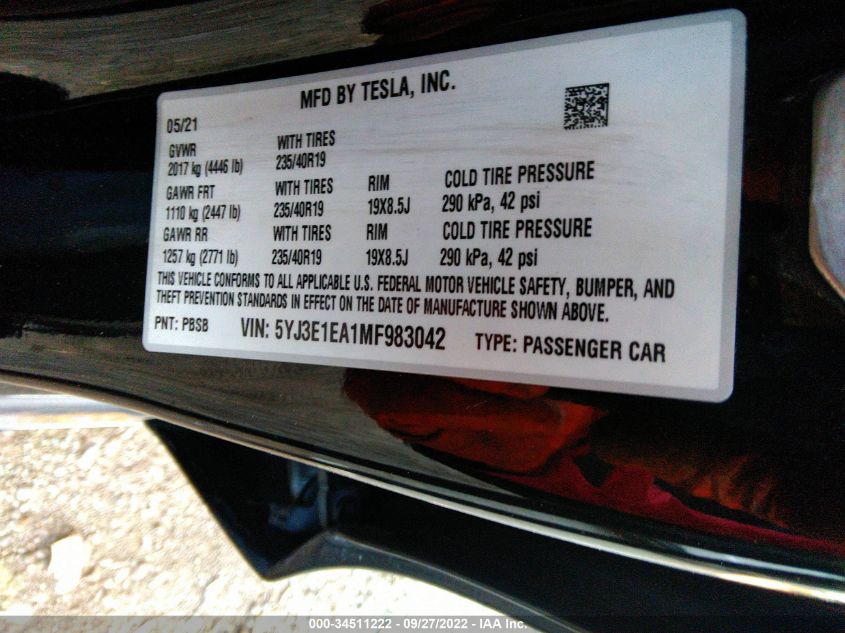 MFD BY TESLA, INC.
05/21
GVWR WITH TIRES
2017 kg (4446 lb) 235/40R19
GAWR FRT WITH TIRES RIM COLD TIRE PRESSURE
1110 kg (2447 lb) 235/40R19 19X8.5J 290 kPa, 42 psi
GAWR RR WITH TIRES RIM COLD TIRE PRESSURE
1257 kg (2771 lb) 235/40R19 19X8.5J 290 kPa, 42 psi
THIS VEHICLE CONFORMS TO ALL APPLICABLE U.S. FEDERAL MOTOR VEHICLE SAFETY, BUMPER, AND
THEFT PREVENTION STANDARDS IN EFFECT ON THE DATE OF MANUFACTURE SHOWN ABOVE.
PNT: PBSB VIN: 5YJ3E1EA1MF983042 TYPE: PASSENGER CAR
000-34511222 - 09/27/2022 - IAA Inc.